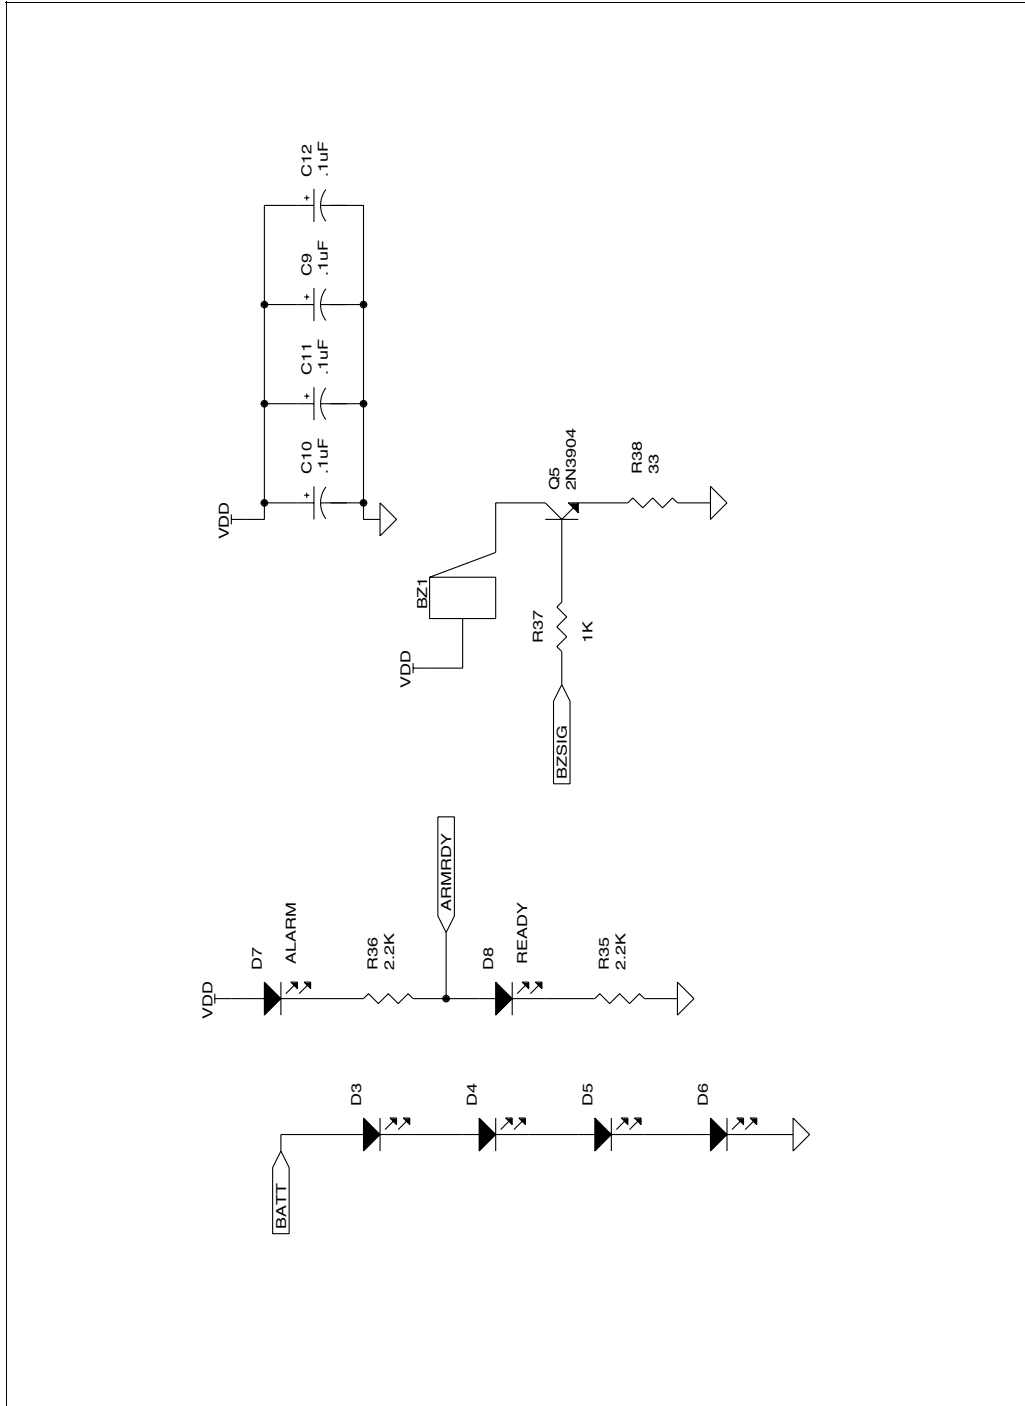 C12
.1uF
C9
.1uF
C11
.1uF
C10
.1uF
VDD
+
+
+
+
Q5
2N3904
R38
33
BZ1
VDD
R37
1K
BZSIG
ARMRDY
D7
ALARM
R36
2.2K
D8
READY
R35
2.2K
VDD
D3
D4
D5
D6
BATT